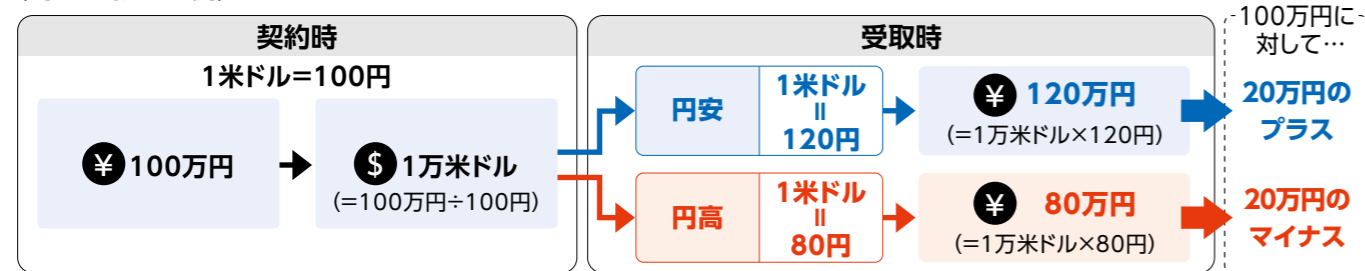 契約時
1米ドル=100円
¥ 100万円
$ 1万米ドル
(=100万円÷100円)
受取時
円安
1米ドル
=
120円
¥ 120万円
(=1万米ドル×120円)
円高
1米ドル
=
80円
¥ 80万円
(=1万米ドル×80円)
100万円に
対して…
20万円の
プラス
20万円の
マイナス